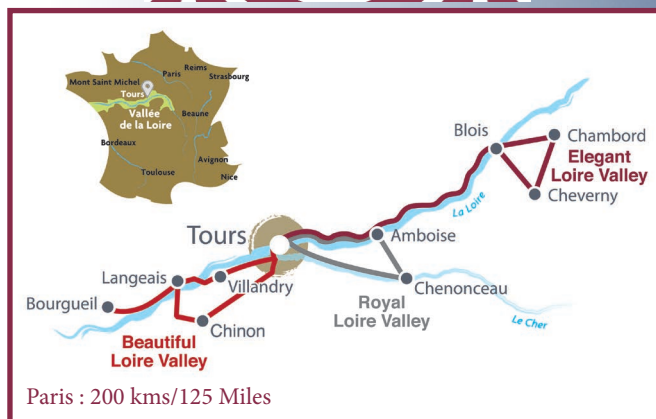 Reims
Paris
Strasbourg
Mont Saint Michel
Tours
Vallée
de la Loire
Beaune
Bordeaux
Avignon
Toulouse
Nice
Blois
Chambord
Elegant
Loire Valley
Cheverny
La Loire
Tours
Amboise
Langeais
Villandry
Chenonceau
Bourgueil
Royal
Loire Valley
Le Cher
Chinon
Beautiful
Loire Valley
Paris : 200 kms/125 Miles